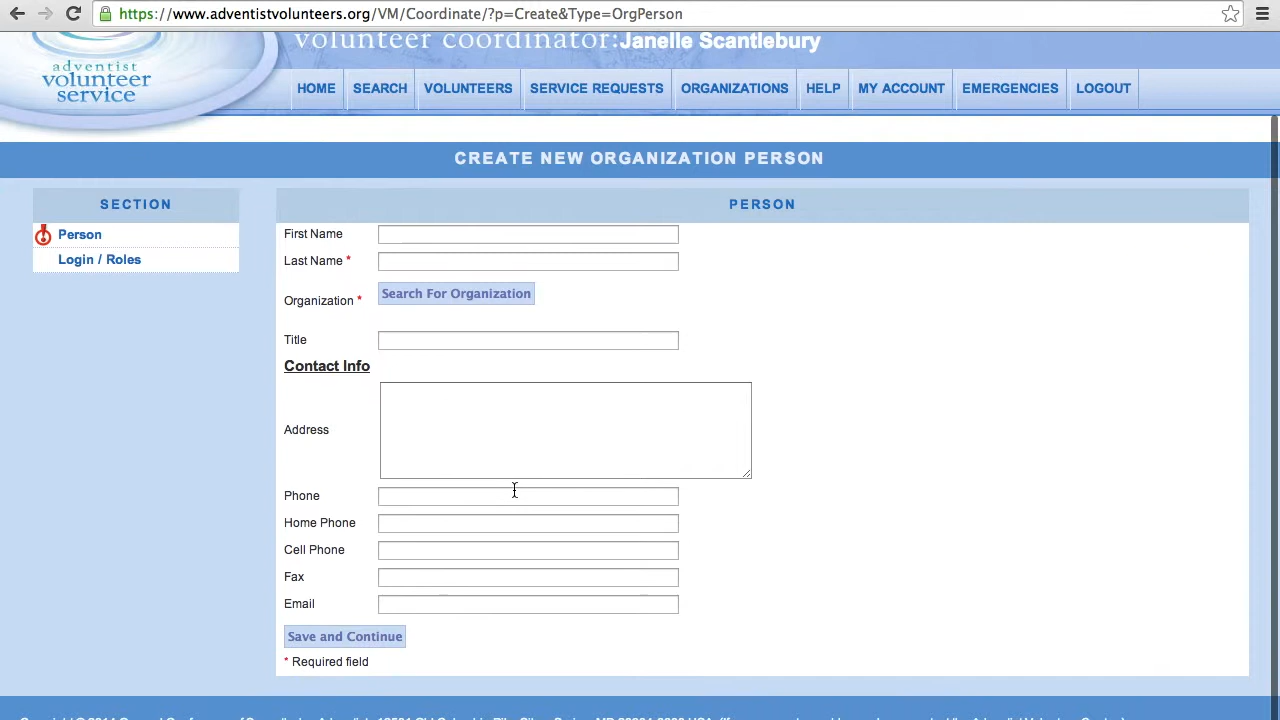 https://www.adventistvolunteers.org/VM/Coordinate/?p=Create&Type=OrgPerson
volunteer coordinator:Janelle Scantlebury
adventist
volunteer
service
HOME SEARCH VOLUNTEERS SERVICE REQUESTS ORGANIZATIONS HELP MY ACCOUNT EMERGENCIES LOGOUT
CREATE NEW ORGANIZATION PERSON
SECTION
Person
Login / Roles
PERSON
First Name
Last Name *
Organization * Search For Organization
Title
Contact Info
Address
Phone
Home Phone
Cell Phone
Fax
Email
Save and Continue
* Required field